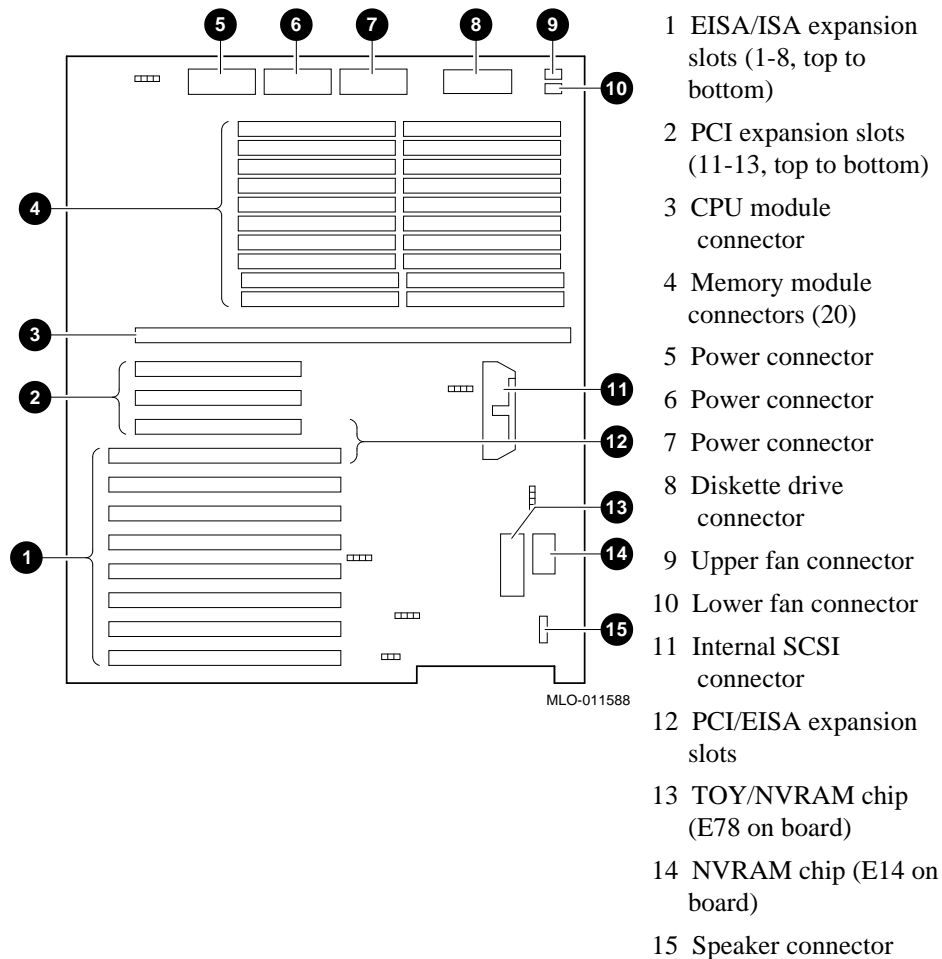 5 6 7 8 9
10
4
3
2
11
12
13
1
14
15
MLO-011588
1 EISA/ISA expansion
slots (1-8, top to
bottom)
2 PCI expansion slots
(11-13, top to bottom)
3 CPU module
connector
4 Memory module
connectors (20)
5 Power connector
6 Power connector
7 Power connector
8 Diskette drive
connector
9 Upper fan connector
10 Lower fan connector
11 Internal SCSI
connector
12 PCI/EISA expansion
slots
13 TOY/NVRAM chip
(E78 on board)
14 NVRAM chip (E14 on
board)
15 Speaker connector